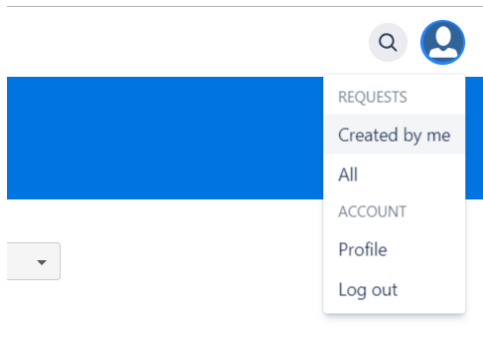 REQUESTS
Created by me
All
ACCOUNT
Profile
Log out